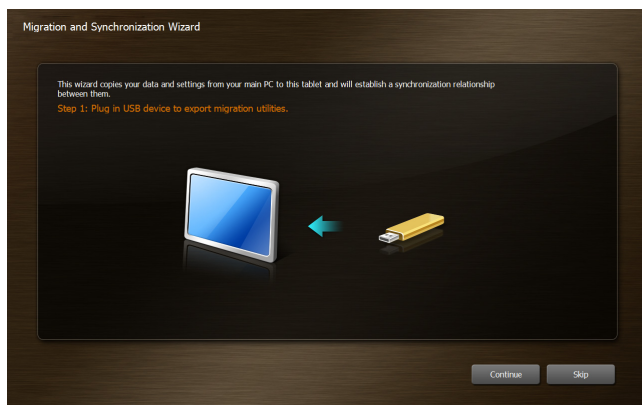 Migration and Synchronization Wizard
This wizard copies your data and settings from your main PC to this tablet and will establish a synchronization relationship
between them.
Step 1: Plug in USB device to export migration utilities.
Continue
Skip